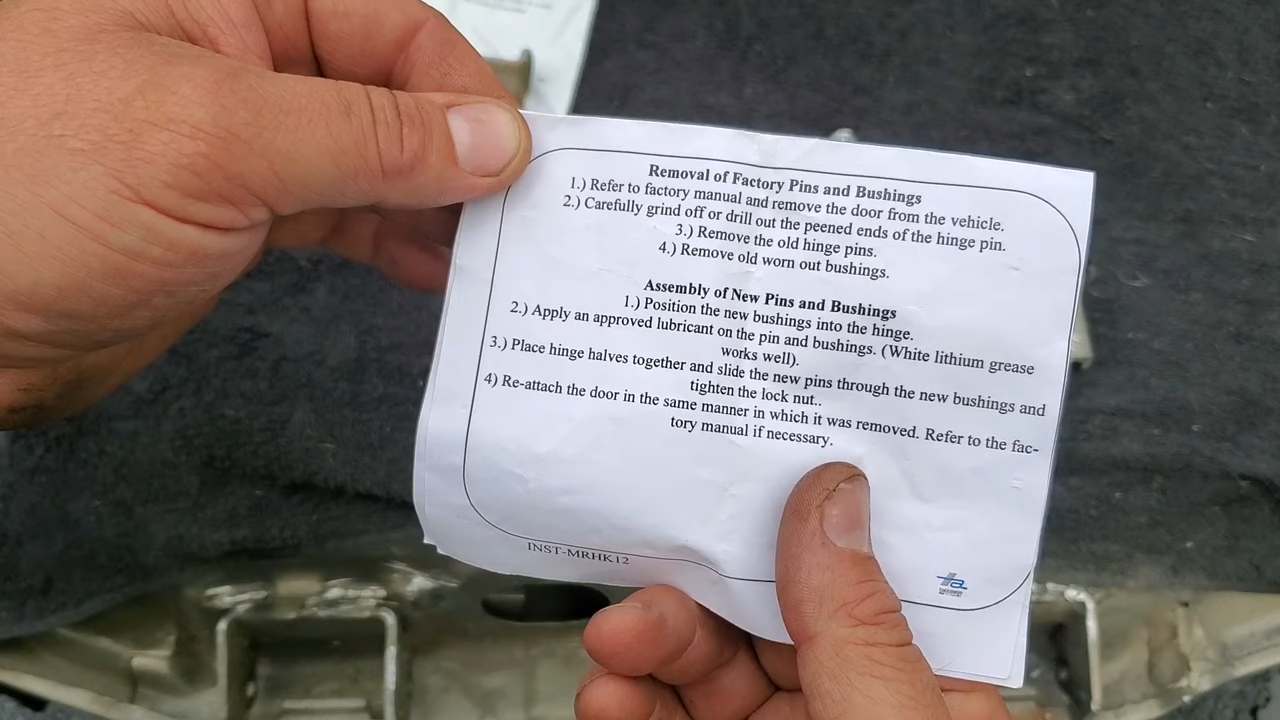 Removal of Factory Pins and Bushings
1.) Refer to factory manual and remove the door from the vehicle.
2.) Carefully grind off or drill out the peened ends of the hinge pin.
3.) Remove the old hinge pins.
4.) Remove old worn out bushings.
Assembly of New Pins and Bushings
1.) Position the new bushings into the hinge.
2.) Apply an approved lubricant on the pin and bushings. (White lithium grease
works well).
3.) Place hinge halves together and slide the new pins through the new bushings and
tighten the lock nut..
4) Re-attach the door in the same manner in which it was removed. Refer to the fac-
tory manual if necessary.
INST-MRHK12